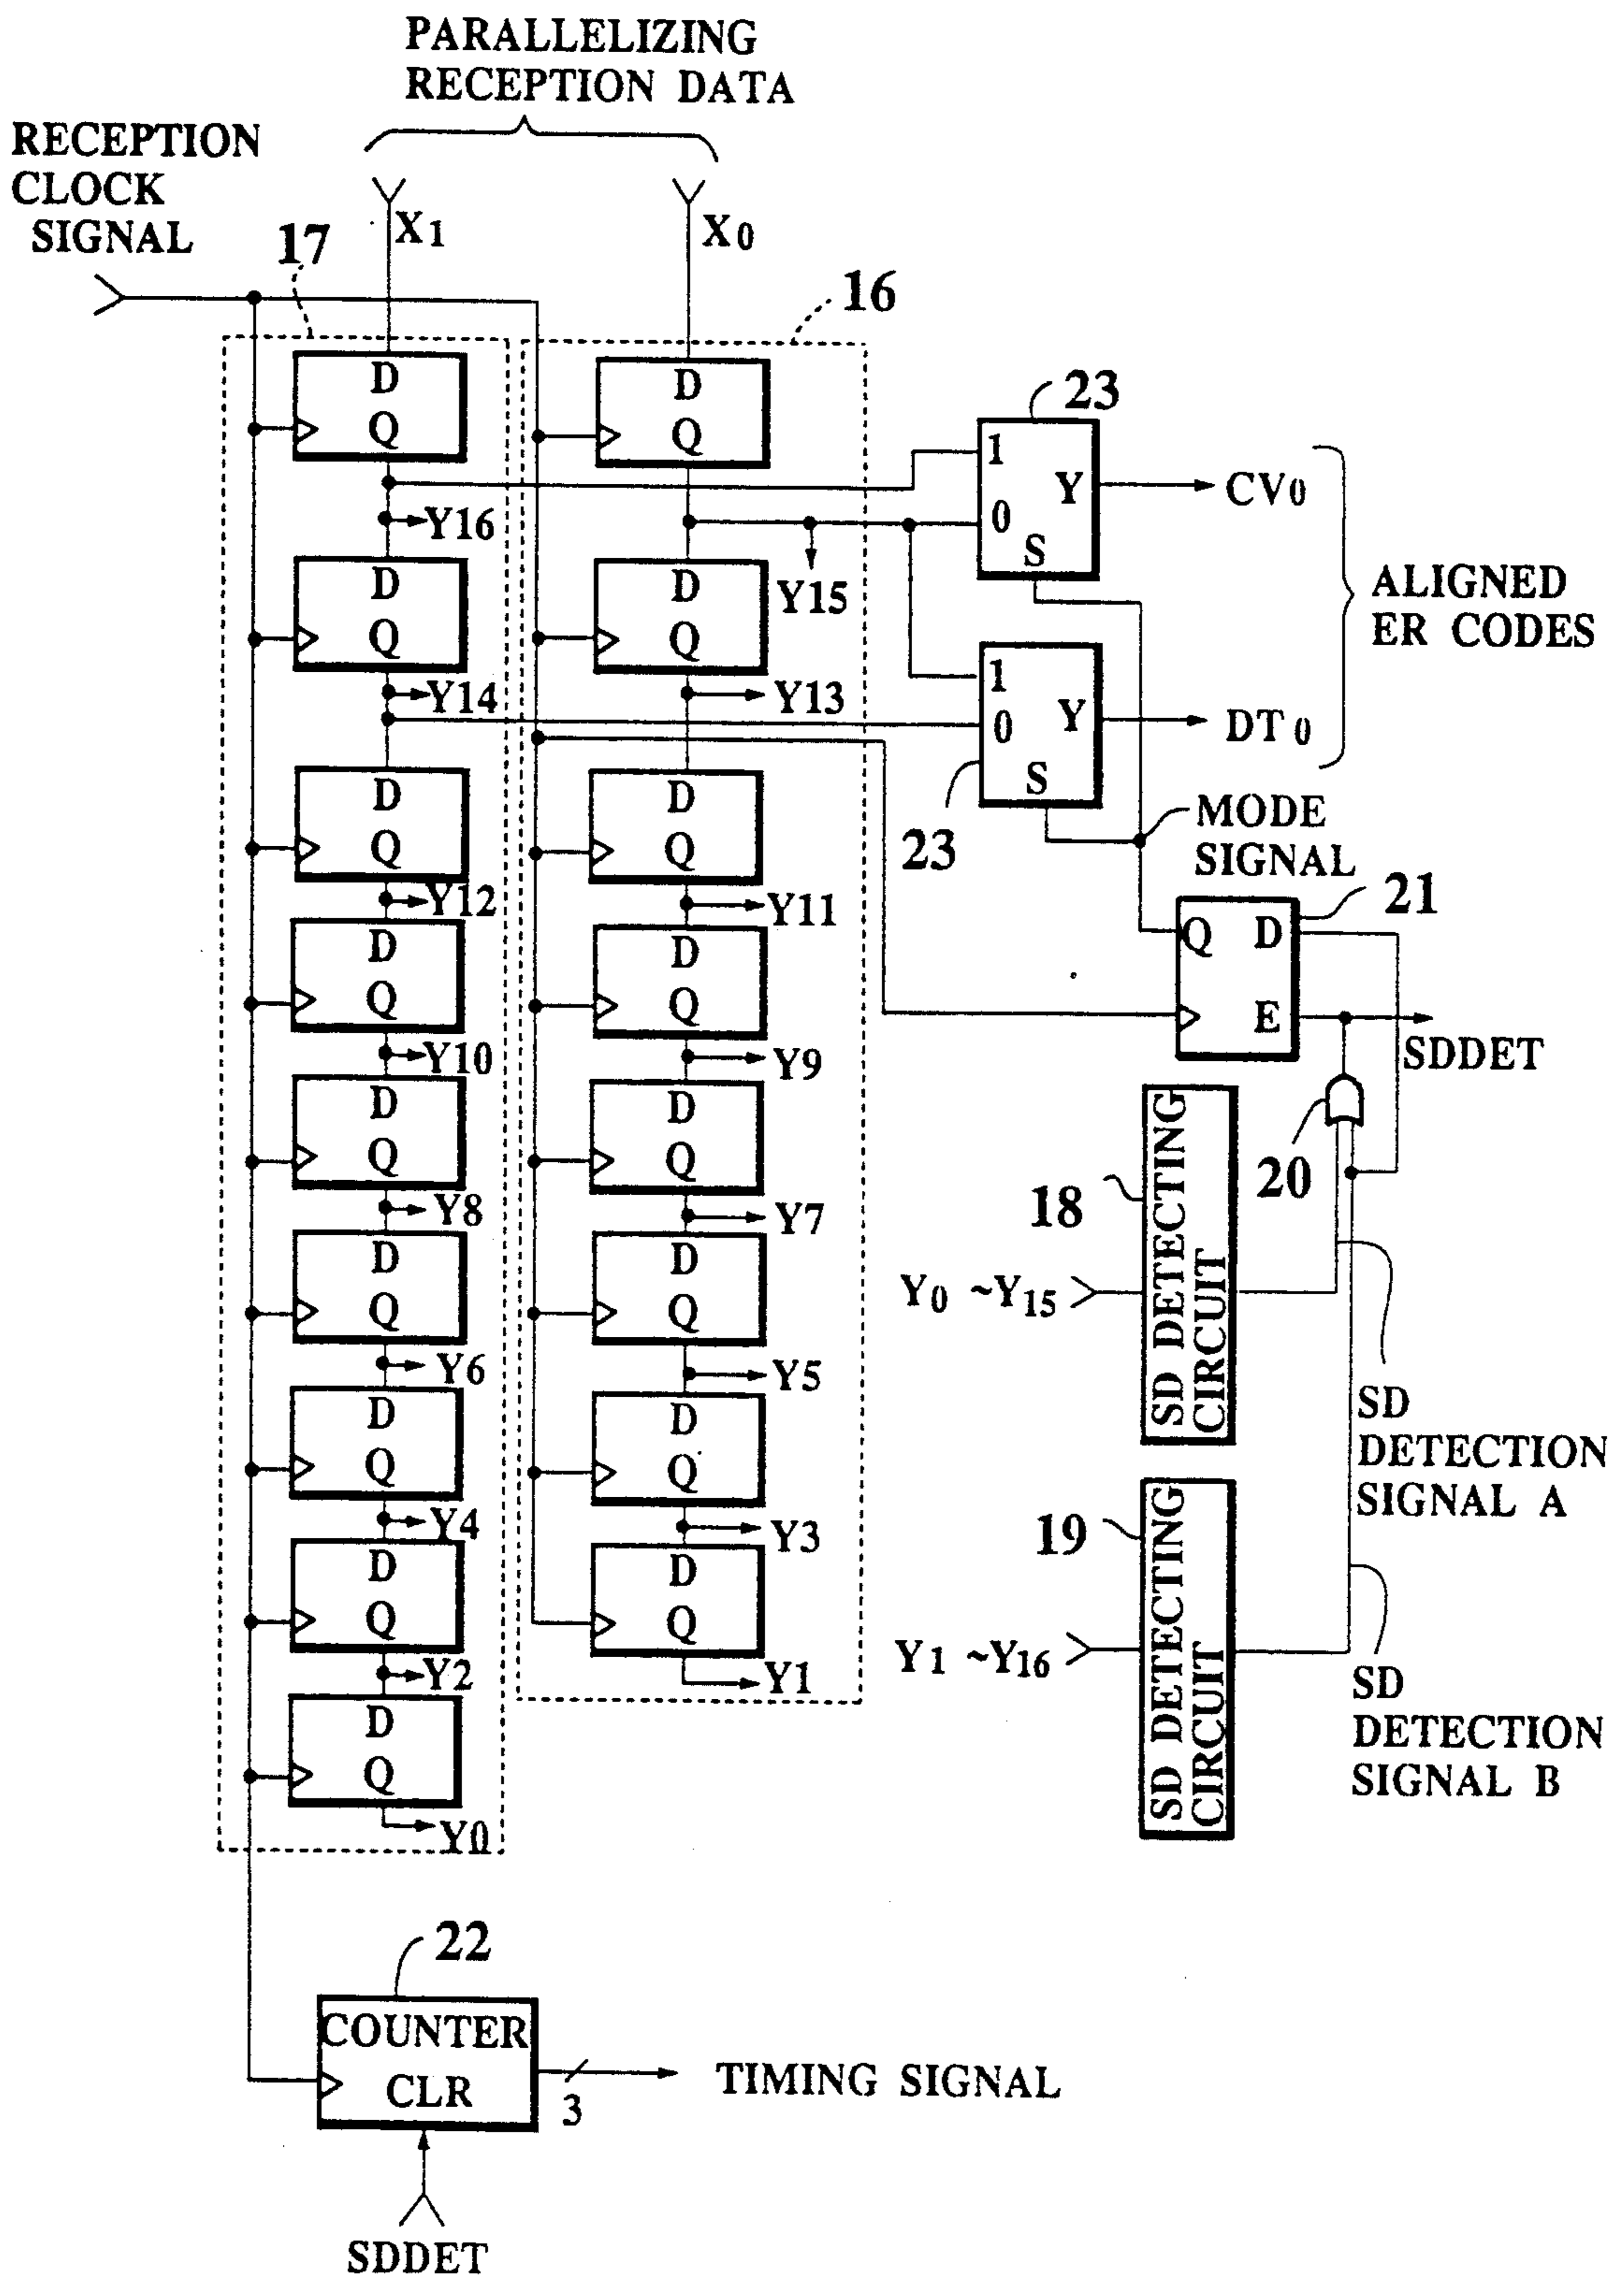 PARALLELIZING
RECEPTION DATA
RECEPTION
CLOCK
SIGNAL
X1
X0
17
16
D
Q
D
Q
23
1
0
Y
S
CV0
Y16
Y15
D
Q
D
Q
ALIGNED
ER CODES
1
0
Y
S
DT0
Y14
Y13
23
MODE
SIGNAL
D
Q
D
Q
Y12
Y11
21
Q
D
E
SDDET
D
Q
D
Q
Y10
Y9
20
D
Q
D
Q
Y8
Y7
18
SD DETECTING
CIRCUIT
Y0 ~Y15
D
Q
D
Q
Y6
Y5
SD
DETECTION
SIGNAL A
D
Q
D
Q
Y4
Y3
19
SD DETECTING
CIRCUIT
Y1 ~Y16
D
Q
D
Q
Y2
Y1
SD
DETECTION
SIGNAL B
D
Q
Y0
22
COUNTER
CLR
3
TIMING SIGNAL
SDDET